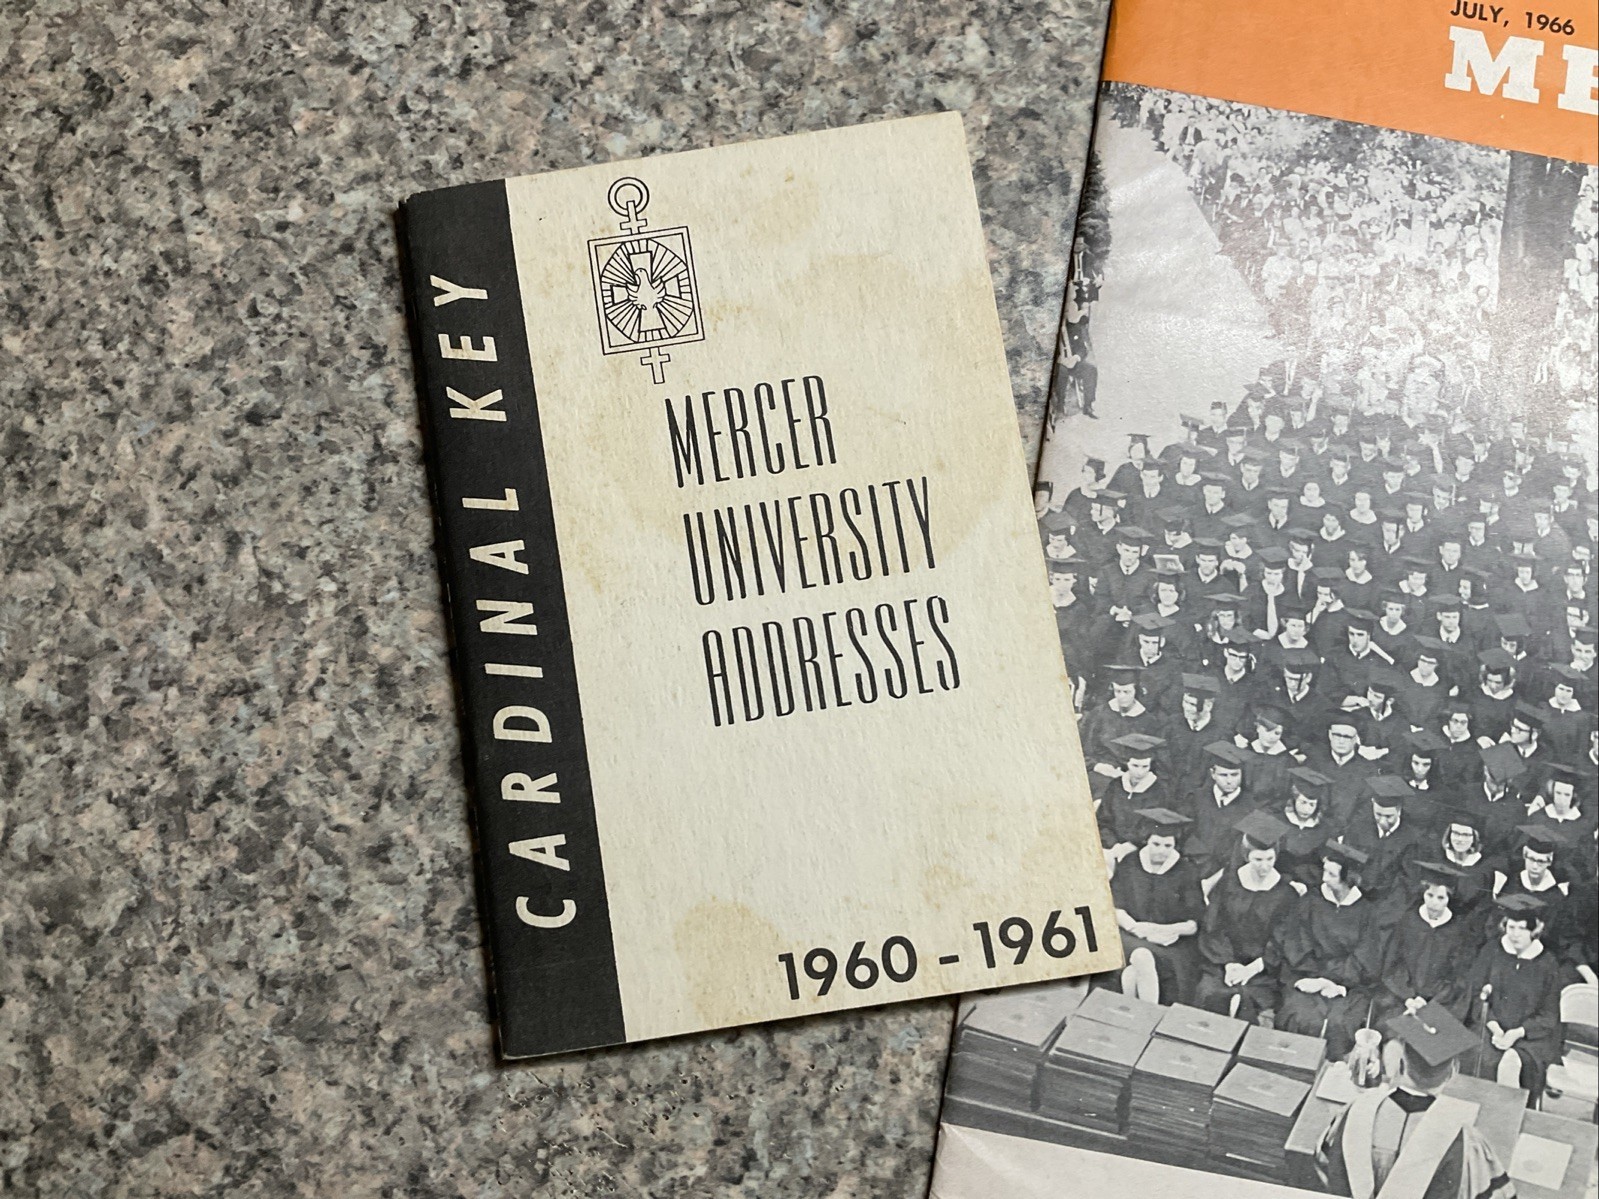 CARDINAL KEY
MERCER
UNIVERSITY
ADDRESSES
1960 - 1961
JULY, 1966
ME